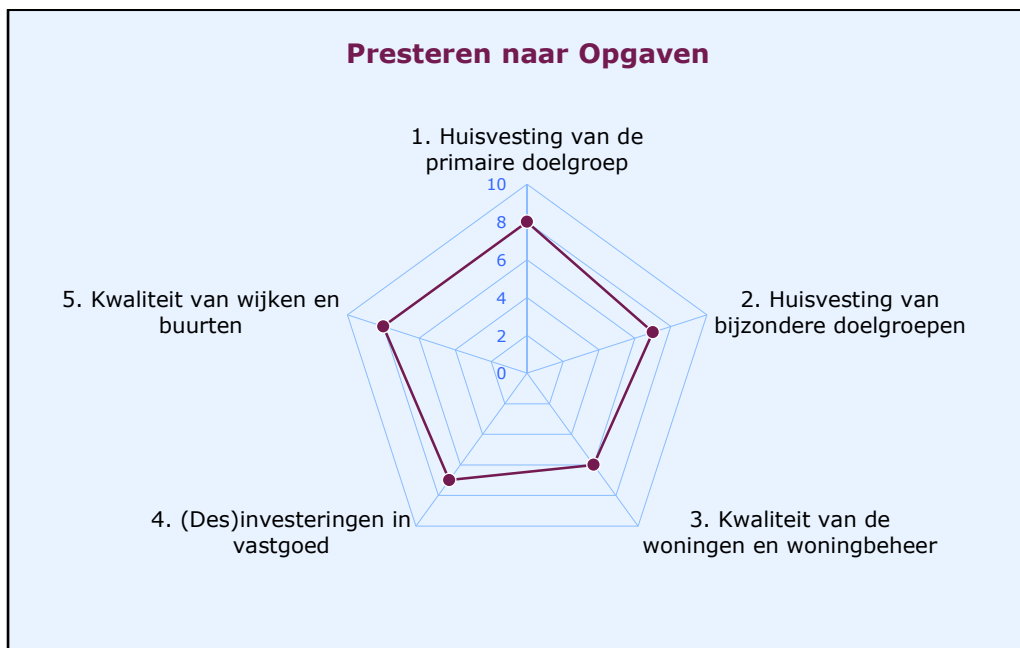 Presteren naar Opgaven
1. Huisvesting van de
primaire doelgroep
10
8
6
4
2
0
5. Kwaliteit van wijken en
buurten
2. Huisvesting van
bijzondere doelgroepen
4. (Des)investeringen in
vastgoed
3. Kwaliteit van de
woningen en woningbeheer